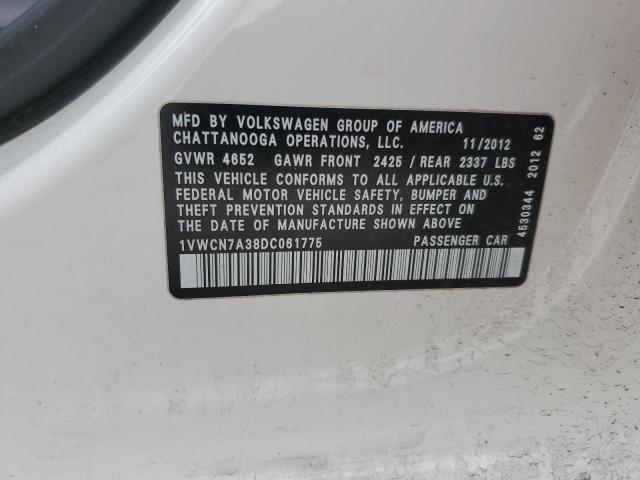 MFD BY VOLKSWAGEN GROUP OF AMERICA
CHATTANOOGA OPERATIONS, LLC. 11/2012
GVWR 4652 GAWR FRONT 2425 / REAR 2337 LBS
THIS VEHICLE CONFORMS TO ALL APPLICABLE U.S.
FEDERAL MOTOR VEHICLE SAFETY, BUMPER AND
THEFT PREVENTION STANDARDS IN EFFECT ON
THE DATE OF MANUFACTURE SHOWN ABOVE
1VWCN7A38DC061775 PASSENGER CAR
4530344 2012 62